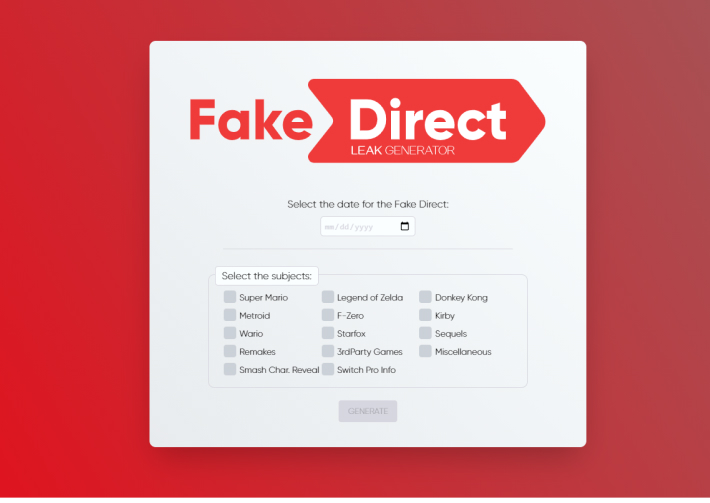 Fake Direct
LEAK GENERATOR
Select the date for the Fake Direct:
mm/dd/yyyy
Select the subjects:
Super Mario Legend of Zelda Donkey Kong
Metroid F-Zero Kirby
Wario Starfox Sequels
Remakes 3rdParty Games Miscellaneous
Smash Char. Reveal Switch Pro Info
GENERATE